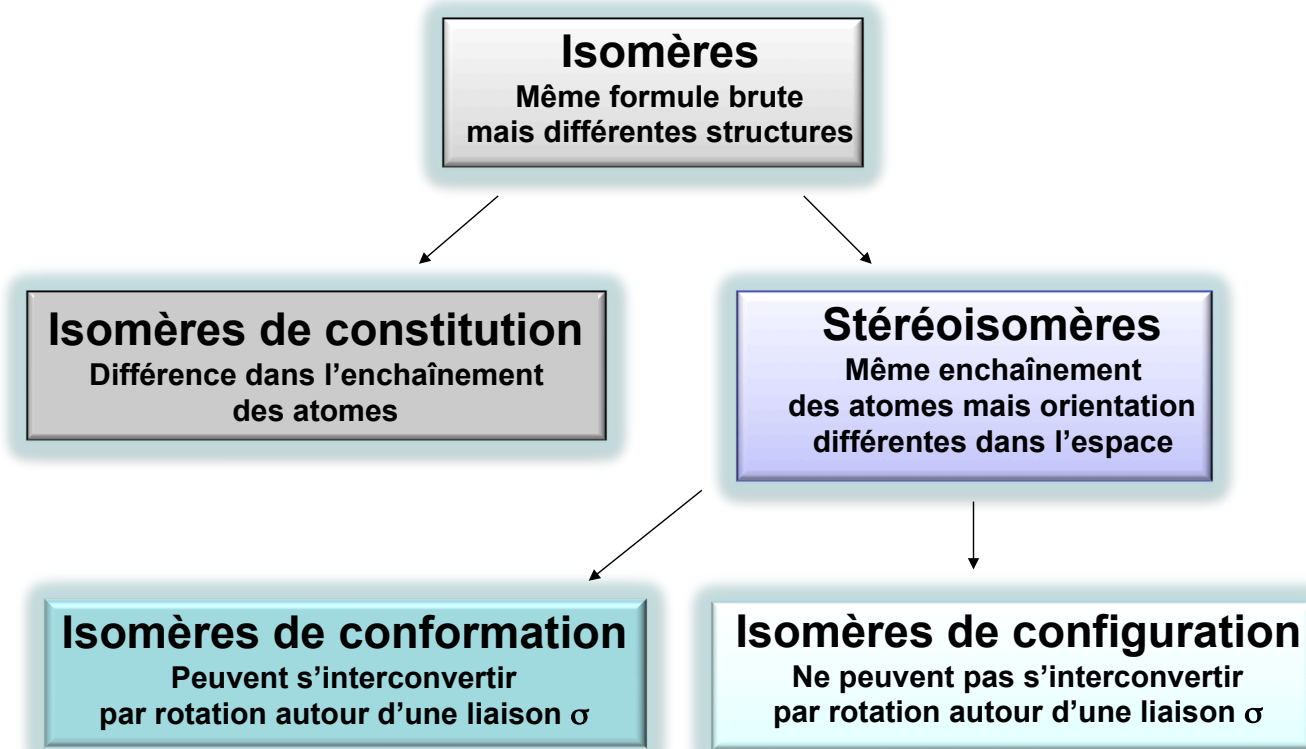 Isomères
Même formule brute
mais différentes structures
Isomères de constitution
Différence dans l'enchaînement
des atomes
Stéréoisomères
Même enchaînement
des atomes mais orientation
différentes dans l'espace
Isomères de conformation
Peuvent s'interconvertir
par rotation autour d'une liaison σ
Isomères de configuration
Ne peuvent pas s'interconvertir
par rotation autour d'une liaison σ